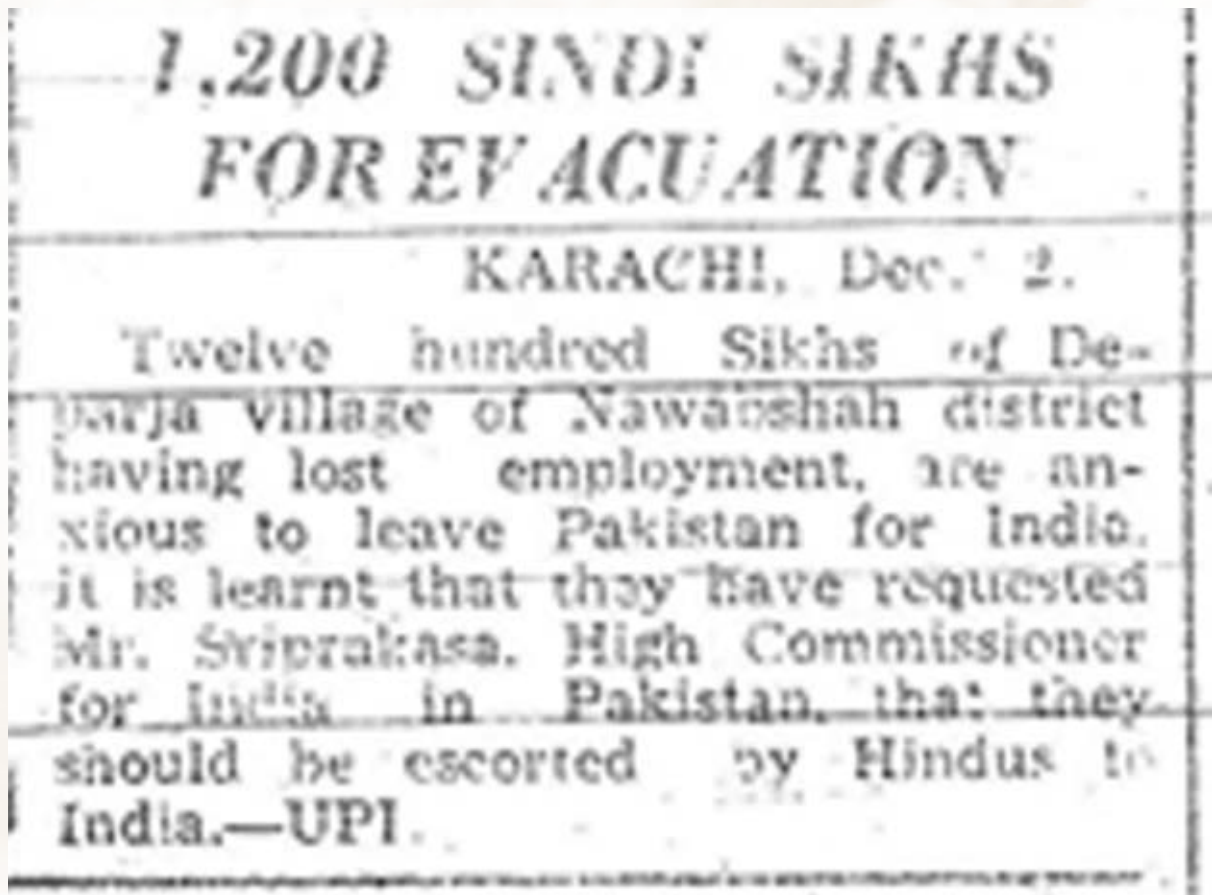 1,200 SINDI SIKHS
FOR EVACUATION
KARACHI, Dec. 2.
Twelve hundred Sikhs of De-
parja village of Nawabshah district
having lost employment, are an-
xious to leave Pakistan for India.
it is learnt that they have requested
Mr. Sriprakasa, High Commissioner
for India in Pakistan, that they
should be escorted by Hindus to
India.—UPI.